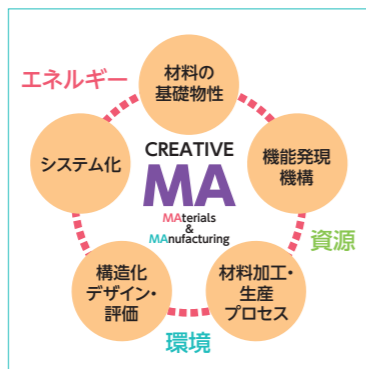 エネルギー
材料の
基礎物性
システム化
CREATIVE
MA
MAterials
&
MAnufacturing
機能発現
機構
資源
構造化
デザイン・
評価
材料加工・
生産
プロセス
環境